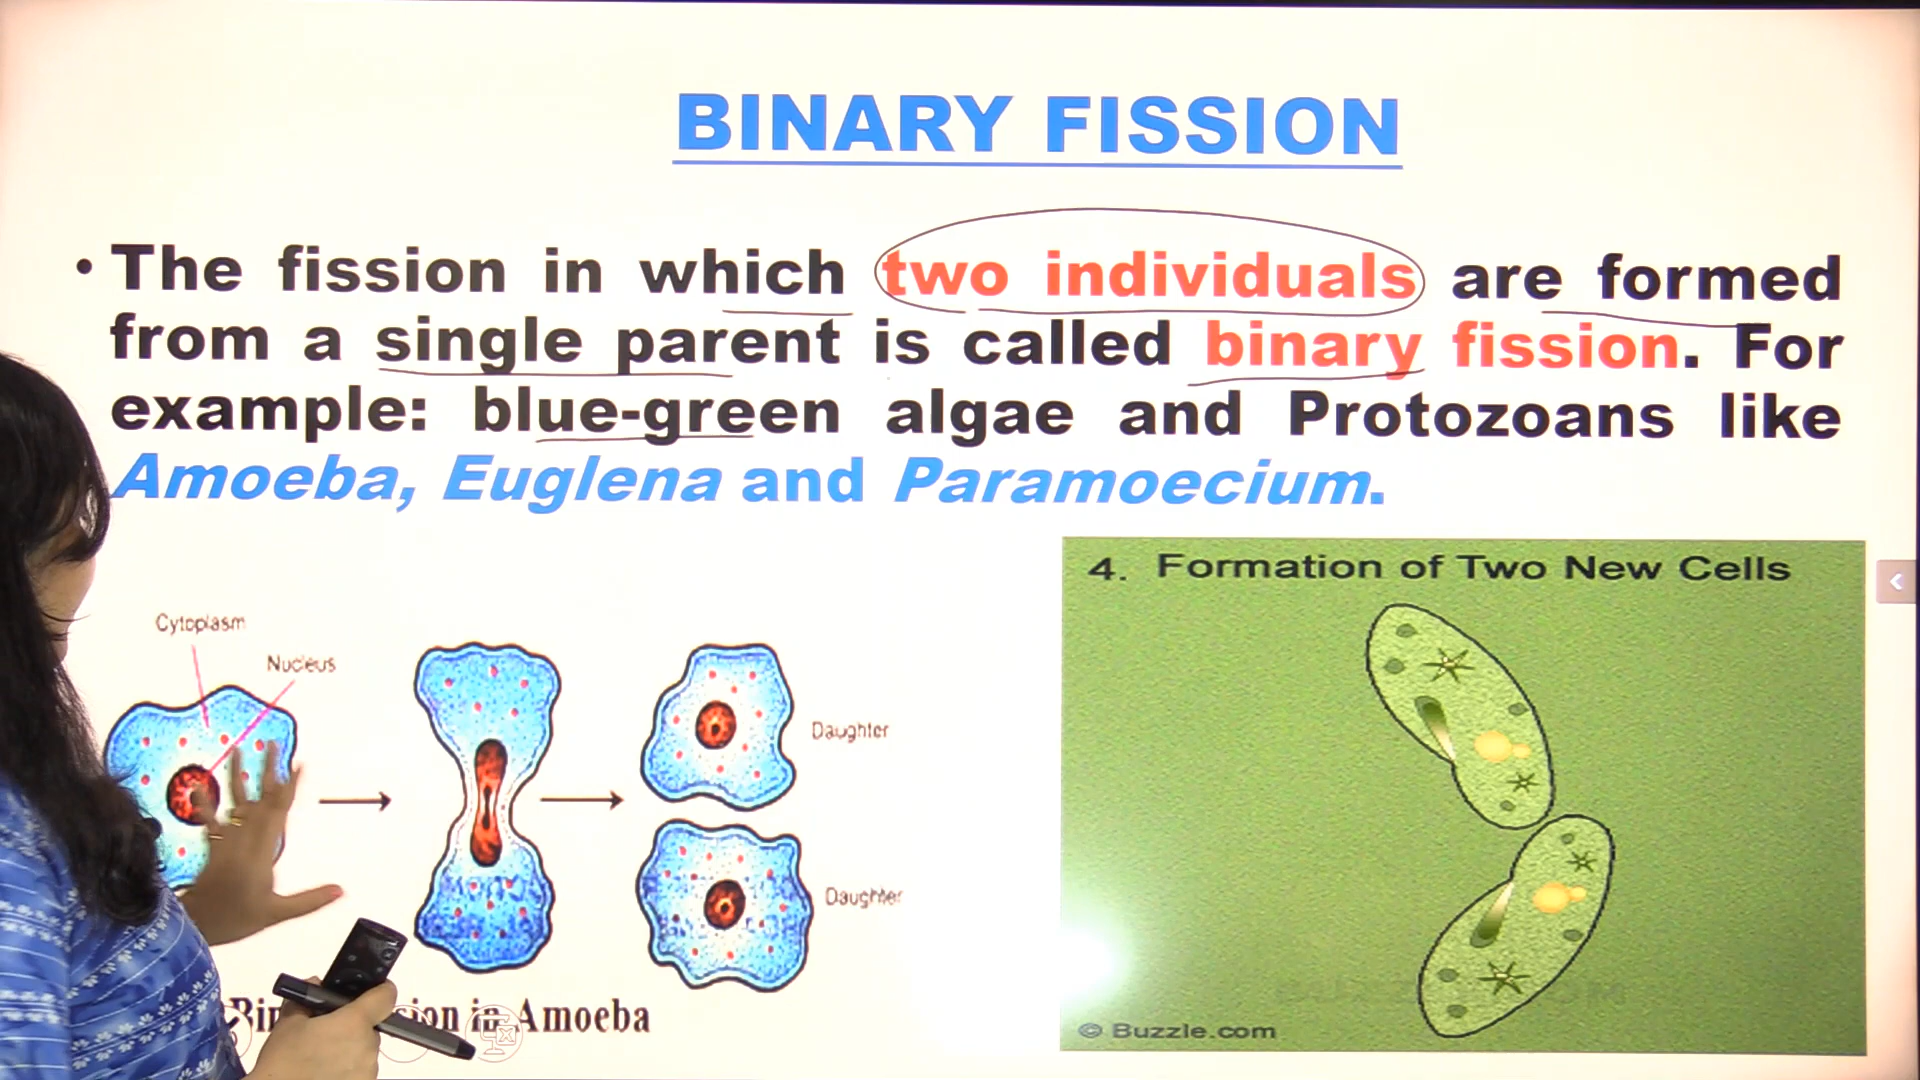 BINARY FISSION
• The fission in which two individuals are formed
from a single parent is called binary fission. For
example: blue-green algae and Protozoans like
Amoeba, Euglena and Paramoecium.
Cytoplasm
Nucleus
Daughter
Daughter
in Amoeba
4. Formation of Two New Cells
© Buzzle.com